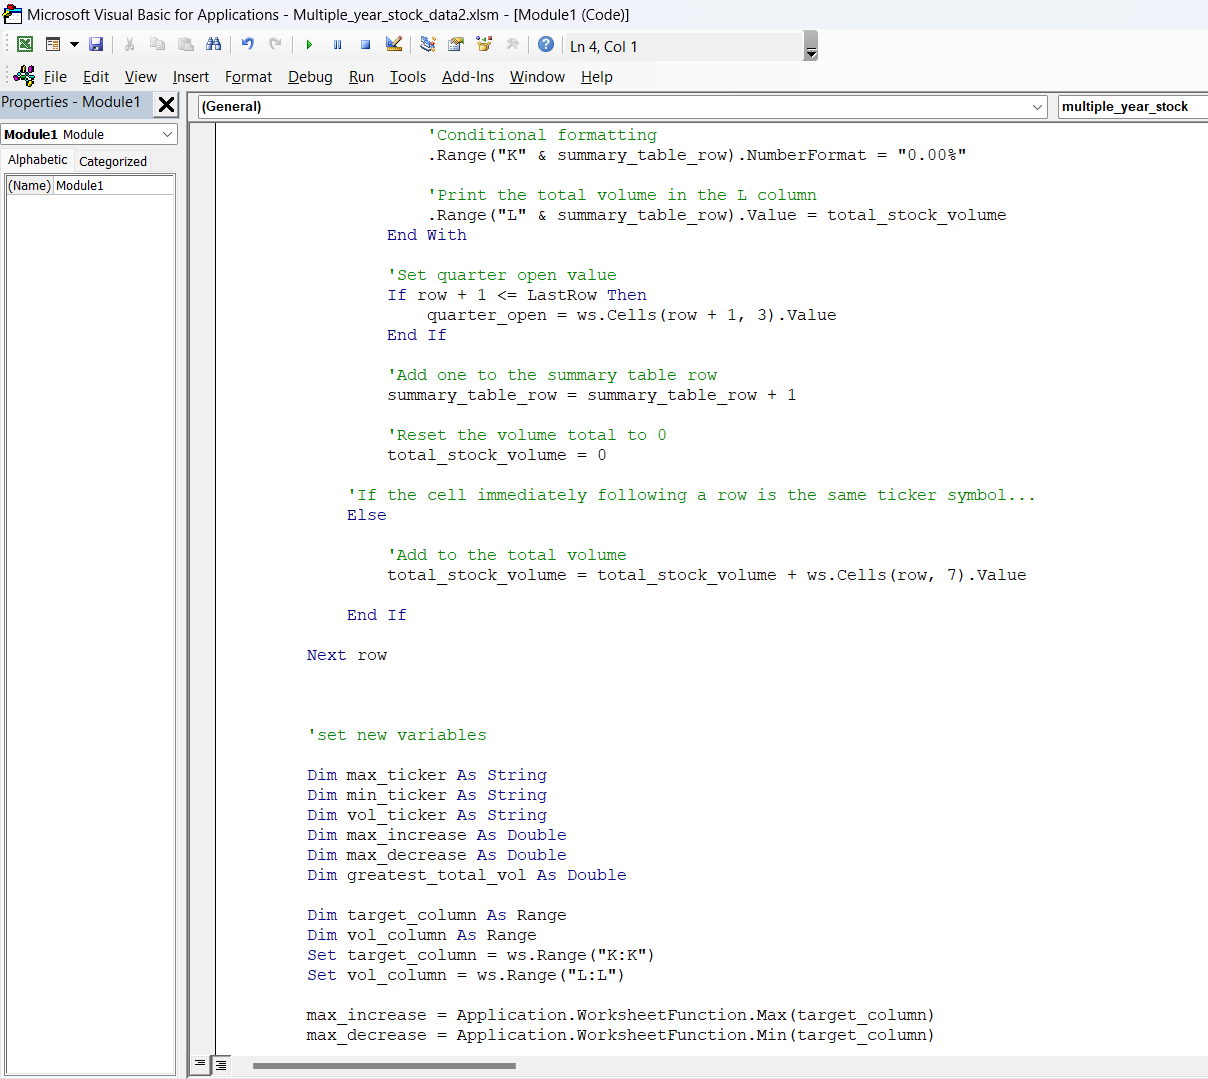 Microsoft Visual Basic for Applications - Multiple_year_stock_data2.xlsm - [Module1 (Code)]
Ln 4, Col 1
File Edit View Insert Format Debug Run Tools Add-Ins Window Help
Properties - Module1
(General)
multiple_year_stock
Module1 Module
Alphabetic Categorized
(Name) Module1
'Conditional formatting
.Range("K" & summary_table_row).NumberFormat = "0.00%"
'Print the total volume in the L column
.Range("L" & summary_table_row).Value = total_stock_volume
End With
'Set quarter open value
If row + 1 <= LastRow Then
quarter_open = ws.Cells(row + 1, 3).Value
End If
'Add one to the summary table row
summary_table_row = summary_table_row + 1
'Reset the volume total to 0
total_stock_volume = 0
'If the cell immediately following a row is the same ticker symbol...
Else
'Add to the total volume
total_stock_volume = total_stock_volume + ws.Cells(row, 7).Value
End If
Next row
'set new variables
Dim max_ticker As String
Dim min_ticker As String
Dim vol_ticker As String
Dim max_increase As Double
Dim max_decrease As Double
Dim greatest_total_vol As Double
Dim target_column As Range
Dim vol_column As Range
Set target_column = ws.Range("K:K")
Set vol_column = ws.Range("L:L")
max_increase = Application.WorksheetFunction.Max(target_column)
max_decrease = Application.WorksheetFunction.Min(target_column)